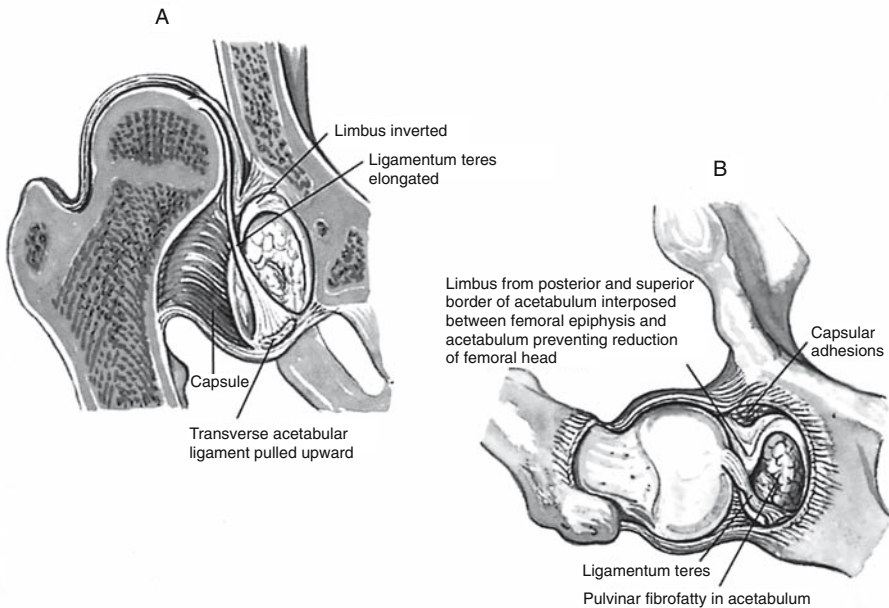 A
Limbus inverted
Ligamentum teres
elongated
Capsule
Transverse acetabular
ligament pulled upward
B
Limbus from posterior and superior
border of acetabulum interposed
between femoral epiphysis and
acetabulum preventing reduction
of femoral head
Capsular
adhesions
Ligamentum teres
Pulvinar fibrofatty in acetabulum